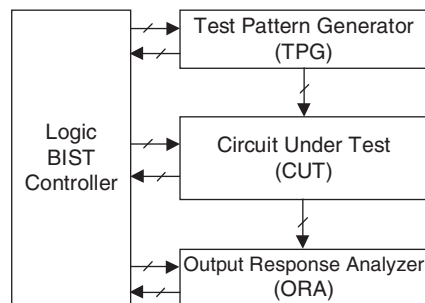 Test Pattern Generator
(TPG)
Logic
BIST
Controller
Circuit Under Test
(CUT)
Output Response Analyzer
(ORA)